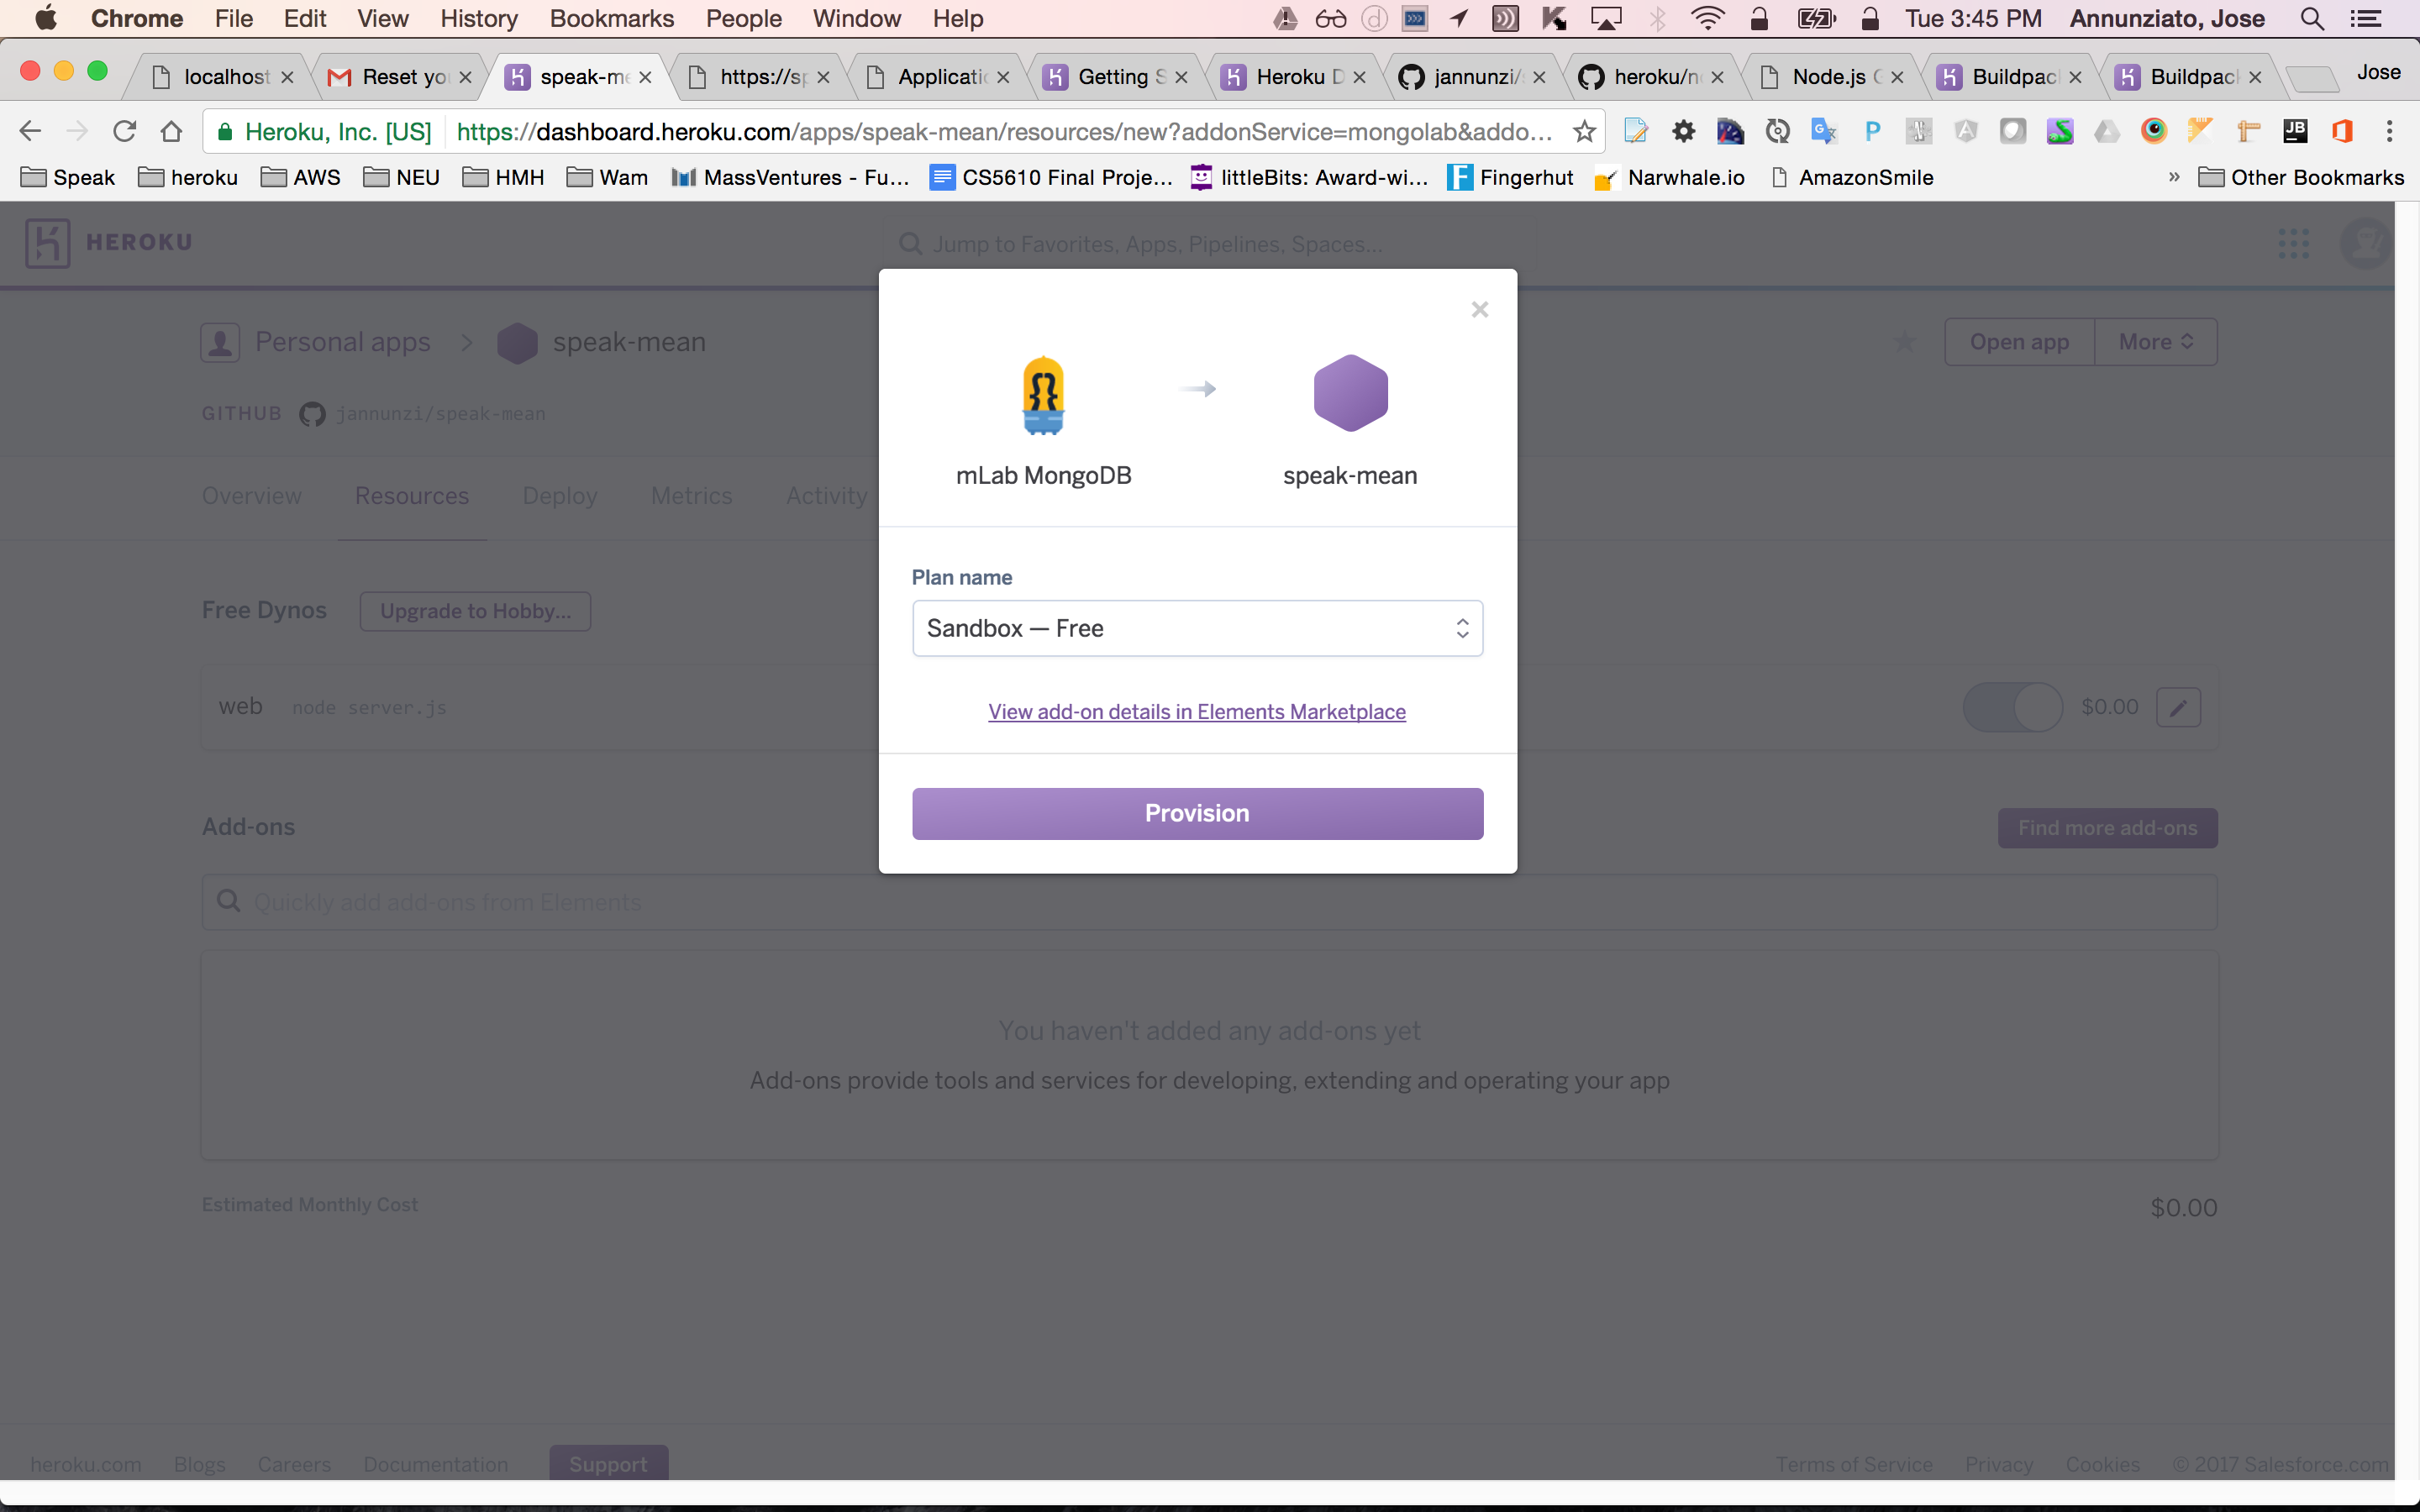 Chrome File Edit View History Bookmarks People Window Help Tue 3:45 PM Annunziato, Jose
localhost Reset yo speak-me https://sp Applicatio Getting S Heroku D jannunzi/ heroku/no Node.js Buildpac Buildpac Jose
Heroku, Inc. [US] https://dashboard.heroku.com/apps/speak-mean/resources/new?addonService=mongolab&addo...
Speak heroku AWS NEU HMH Wam MassVentures - Fu... CS5610 Final Proje... littleBits: Award-wi... Fingerhut Narwhale.io AmazonSmile » Other Bookmarks
HEROKU Jump to Favorites, Apps, Pipelines, Spaces...
Personal apps > speak-mean Open app More
GITHUB jannunzi/speak-mean
mLab MongoDB speak-mean
Overview Resources Deploy Metrics Activity
Plan name
Sandbox — Free
Free Dynos Upgrade to Hobby...
View add-on details in Elements Marketplace
web node server.js $0.00
Provision
Add-ons Find more add-ons
Quickly add add-ons from Elements
You haven't added any add-ons yet
Add-ons provide tools and services for developing, extending and operating your app
Estimated Monthly Cost $0.00
heroku.com Blogs Careers Documentation Support Terms of Service Privacy Cookies © 2017 Salesforce.com